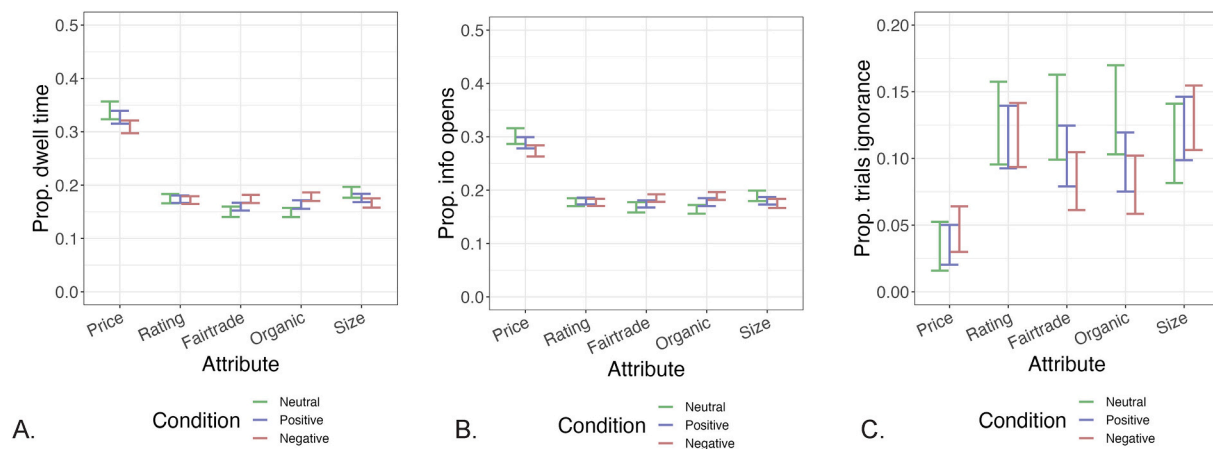 Prop. dwell time
0.5
0.4
0.3
0.2
0.1
0.0
Price
Rating
Fairtrade
Organic
Size
Attribute
Condition
Neutral
Positive
Negative
A.
Prop. info opens
0.5
0.4
0.3
0.2
0.1
0.0
Price
Rating
Fairtrade
Organic
Size
Attribute
Condition
Neutral
Positive
Negative
B.
Prop. trials ignorance
0.20
0.15
0.10
0.05
0.00
Price
Rating
Fairtrade
Organic
Size
Attribute
Condition
Neutral
Positive
Negative
C.